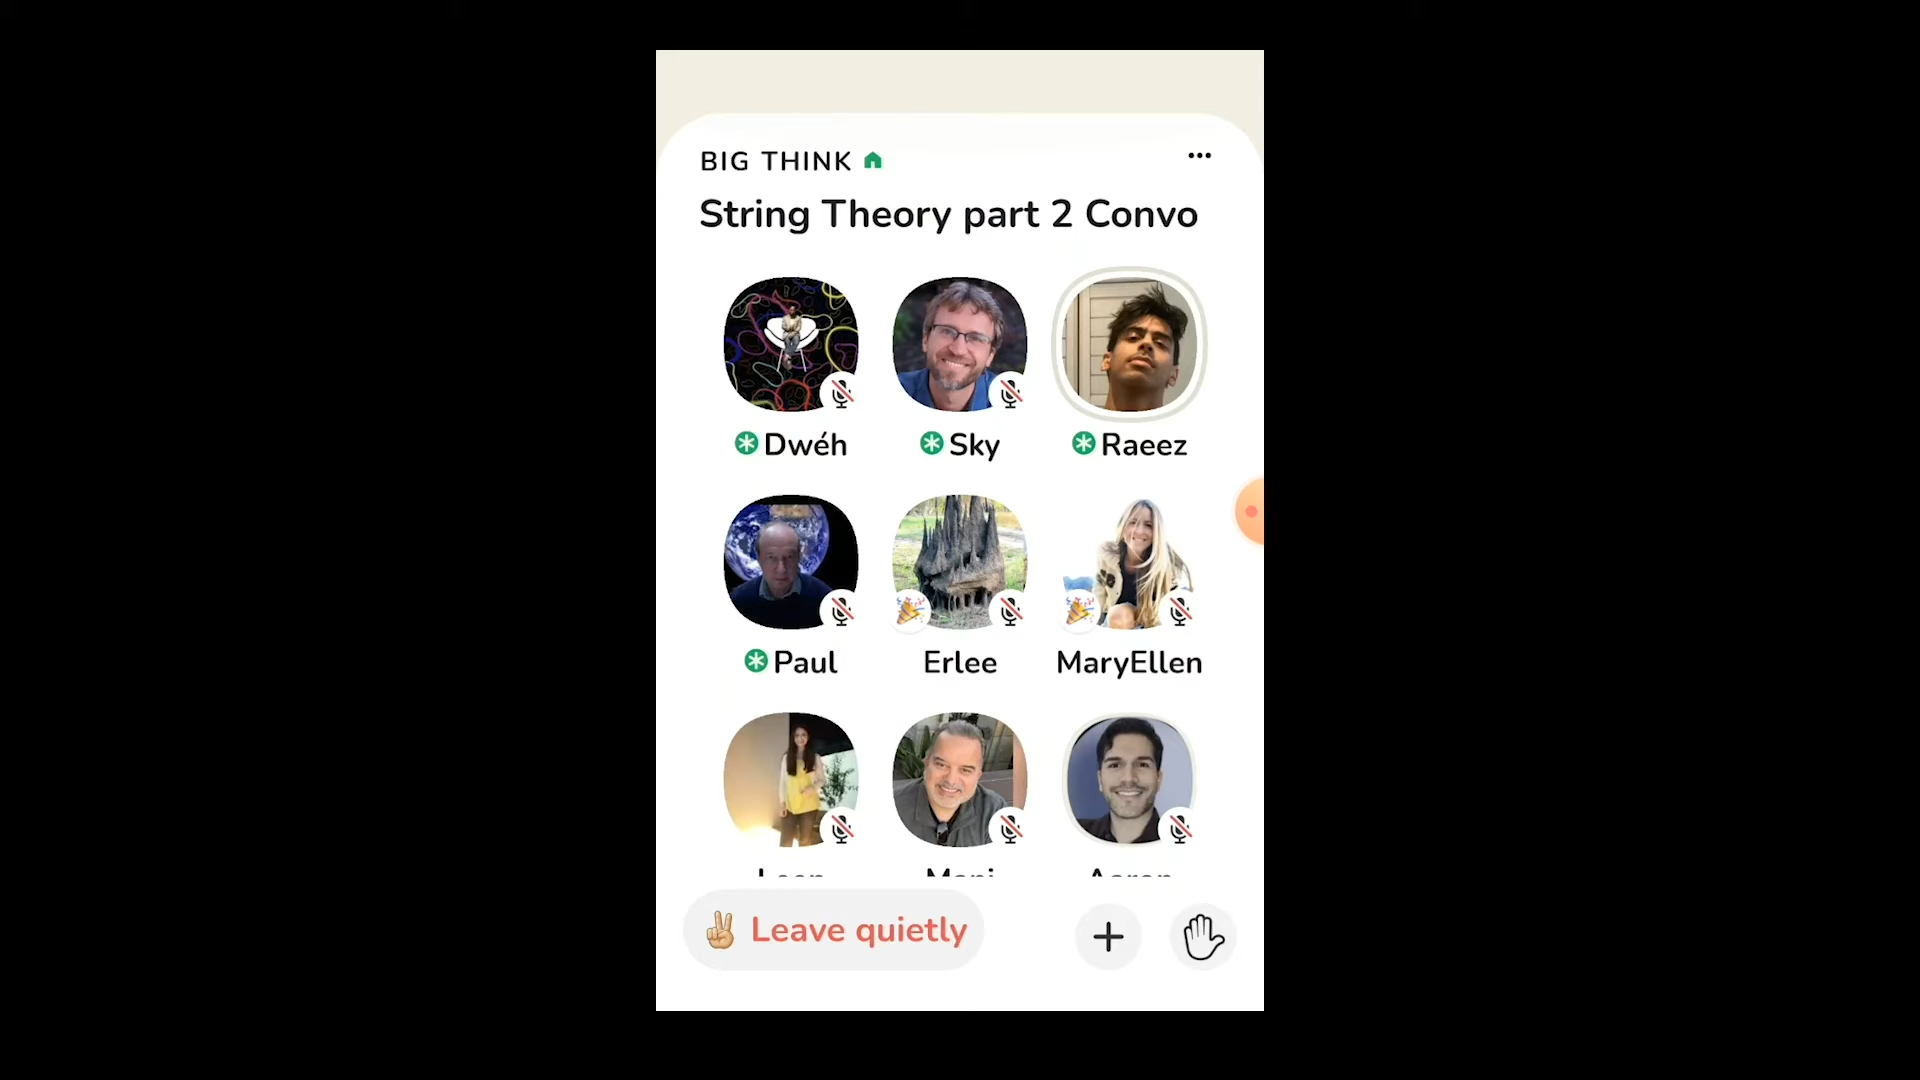 BIG THINK
String Theory part 2 Convo
Dwéh Sky Raeez
Paul Erlee MaryEllen
Leave quietly